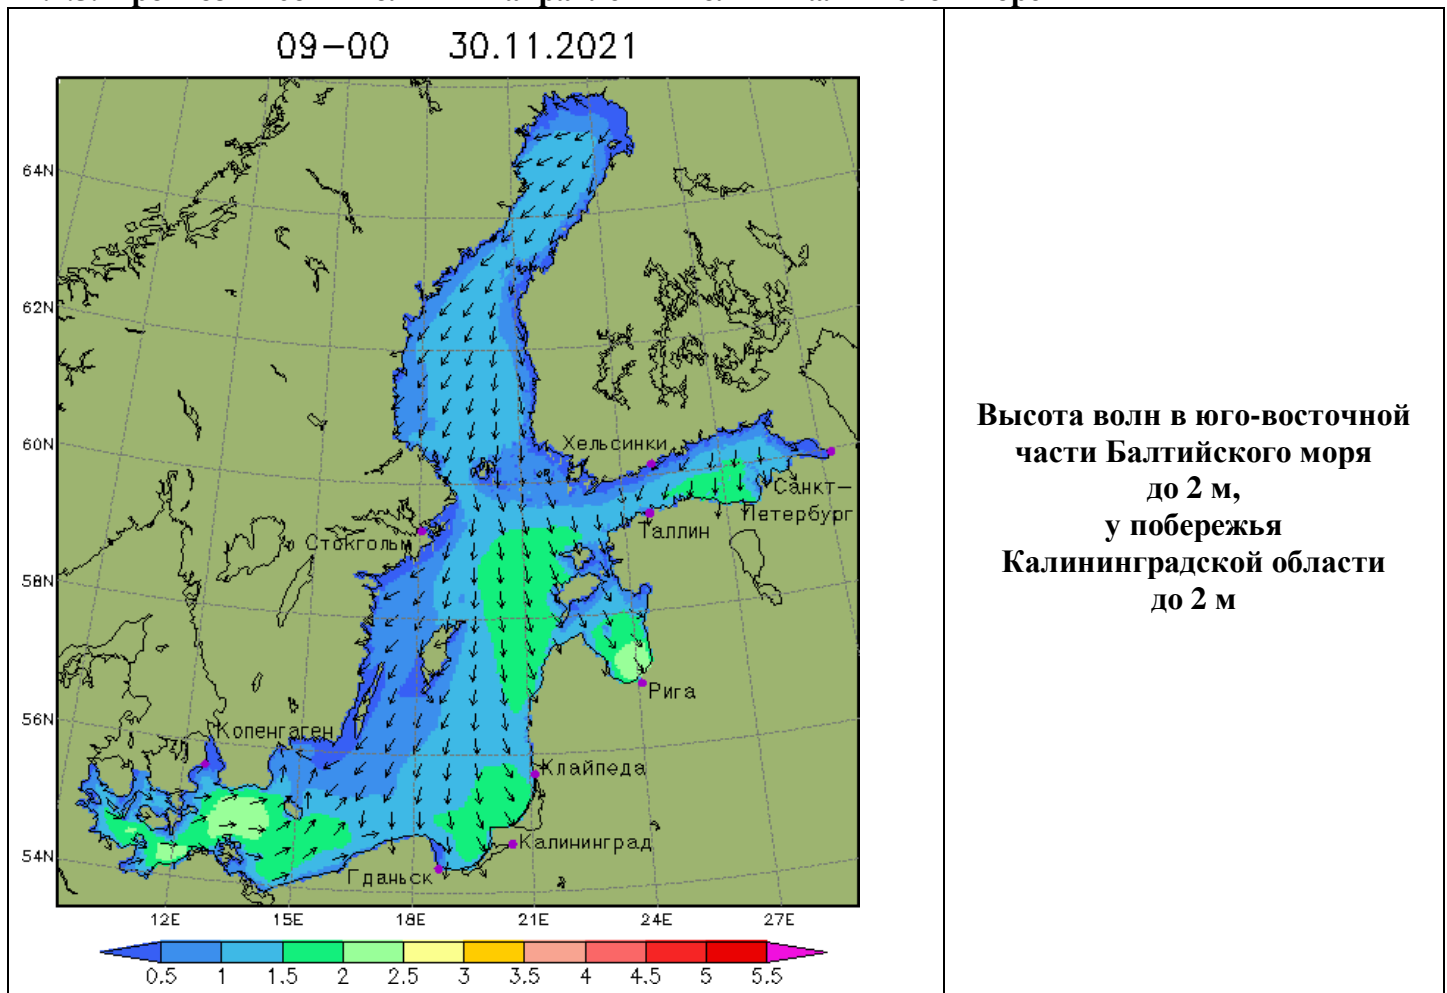 09-00 30.11.2021
64N
62N
60N
58N
56N
54N
Хельсинки
Санкт-
Петербург
Таллин
Стокгольм
Рига
Копенгаген
Клайпеда
Калининград
Гданьск
12E 15E 18E 21E 24E 27E
0.5 1 1.5 2 2.5 3 3.5 4 4.5 5 5.5
Высота волн в юго-восточной
части Балтийского моря
до 2 м,
у побережья
Калининградской области
до 2 м